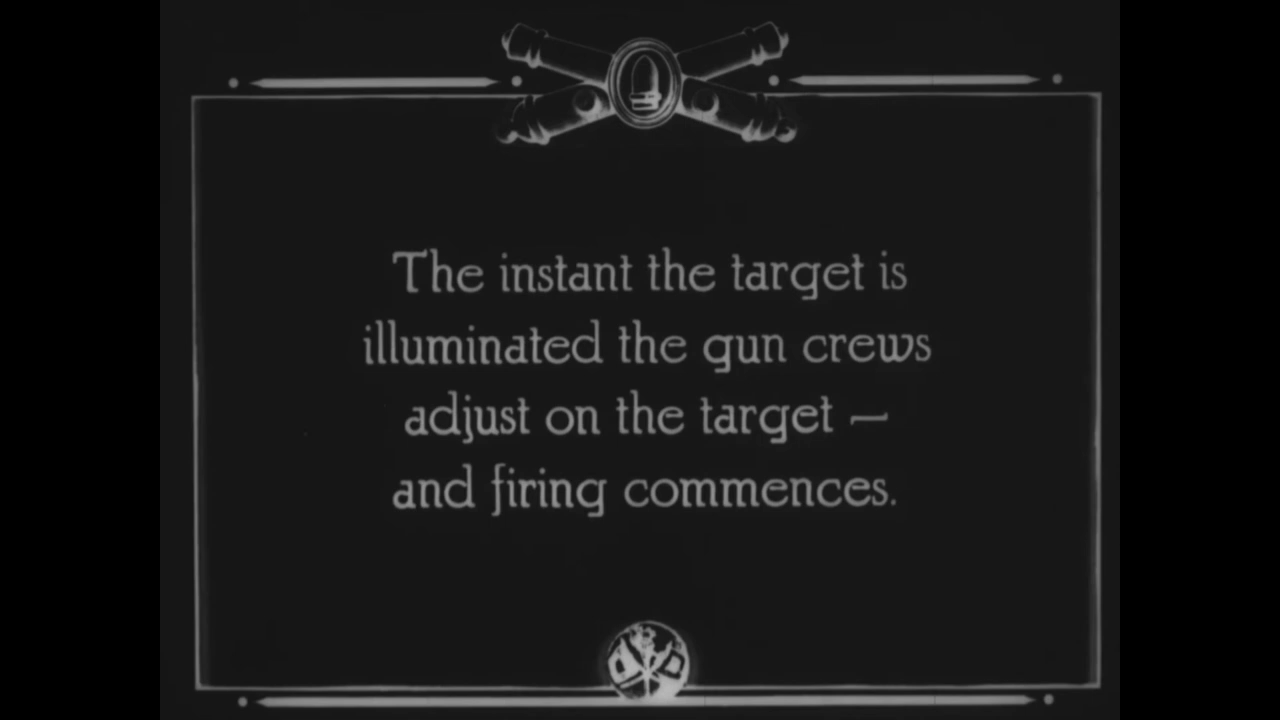 The instant the target is
illuminated the gun crews
adjust on the target —
and firing commences.